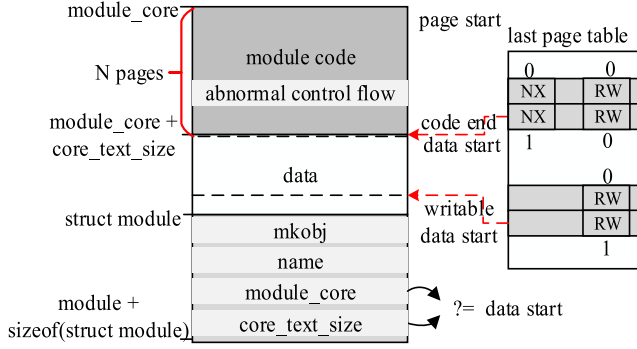 module_core
page start
last page table
module code
N pages
0 0
NX RW
abnormal control flow
module_core +
core_text_size
code end
NX RW
data start
1 0
data
0
RW
writable
struct module
RW
data start
mkobj
1
name
module_core
module +
sizeof(struct module)
?= data start
core_text_size